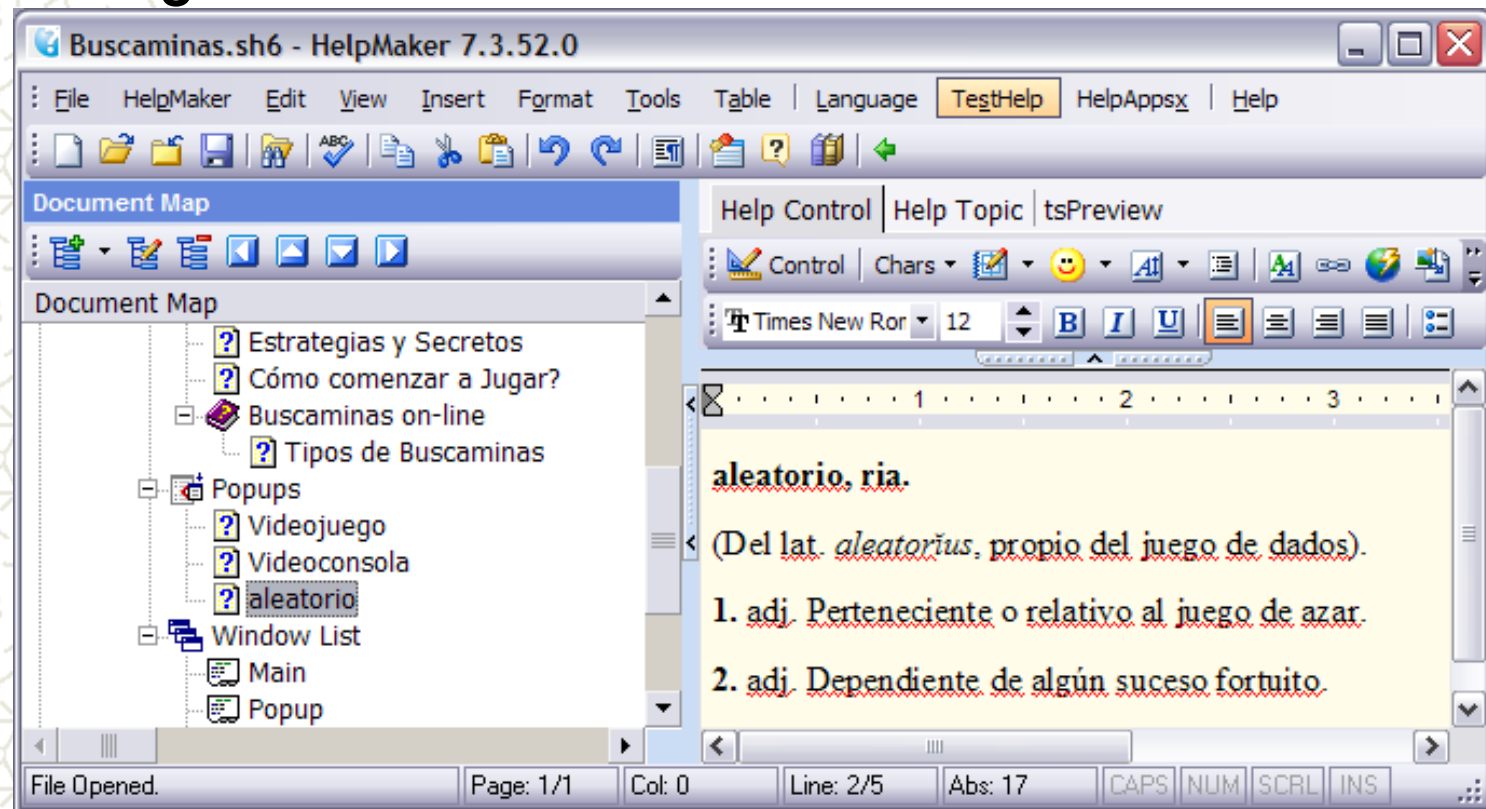 Buscaminas.sh6 - HelpMaker 7.3.52.0
File HelpMaker Edit View Insert Format Tools Table Language TestHelp HelpAppsx Help
Document Map
Document Map
Estrategias y Secretos
Cómo comenzar a Jugar?
Buscaminas on-line
Tipos de Buscaminas
Popups
Videojuego
Videoconsola
aleatorio
Window List
Main
Popup
Help Control Help Topic tsPreview
Control Chars
Times New Ror 12 B I U
1 2 3
aleatorio, ria.
(Del lat. aleatorĭus, propio del juego de dados).
1. adj. Perteneciente o relativo al juego de azar.
2. adj. Dependiente de algún suceso fortuito.
File Opened. Page: 1/1 Col: 0 Line: 2/5 Abs: 17 CAPS NUM SCRL INS